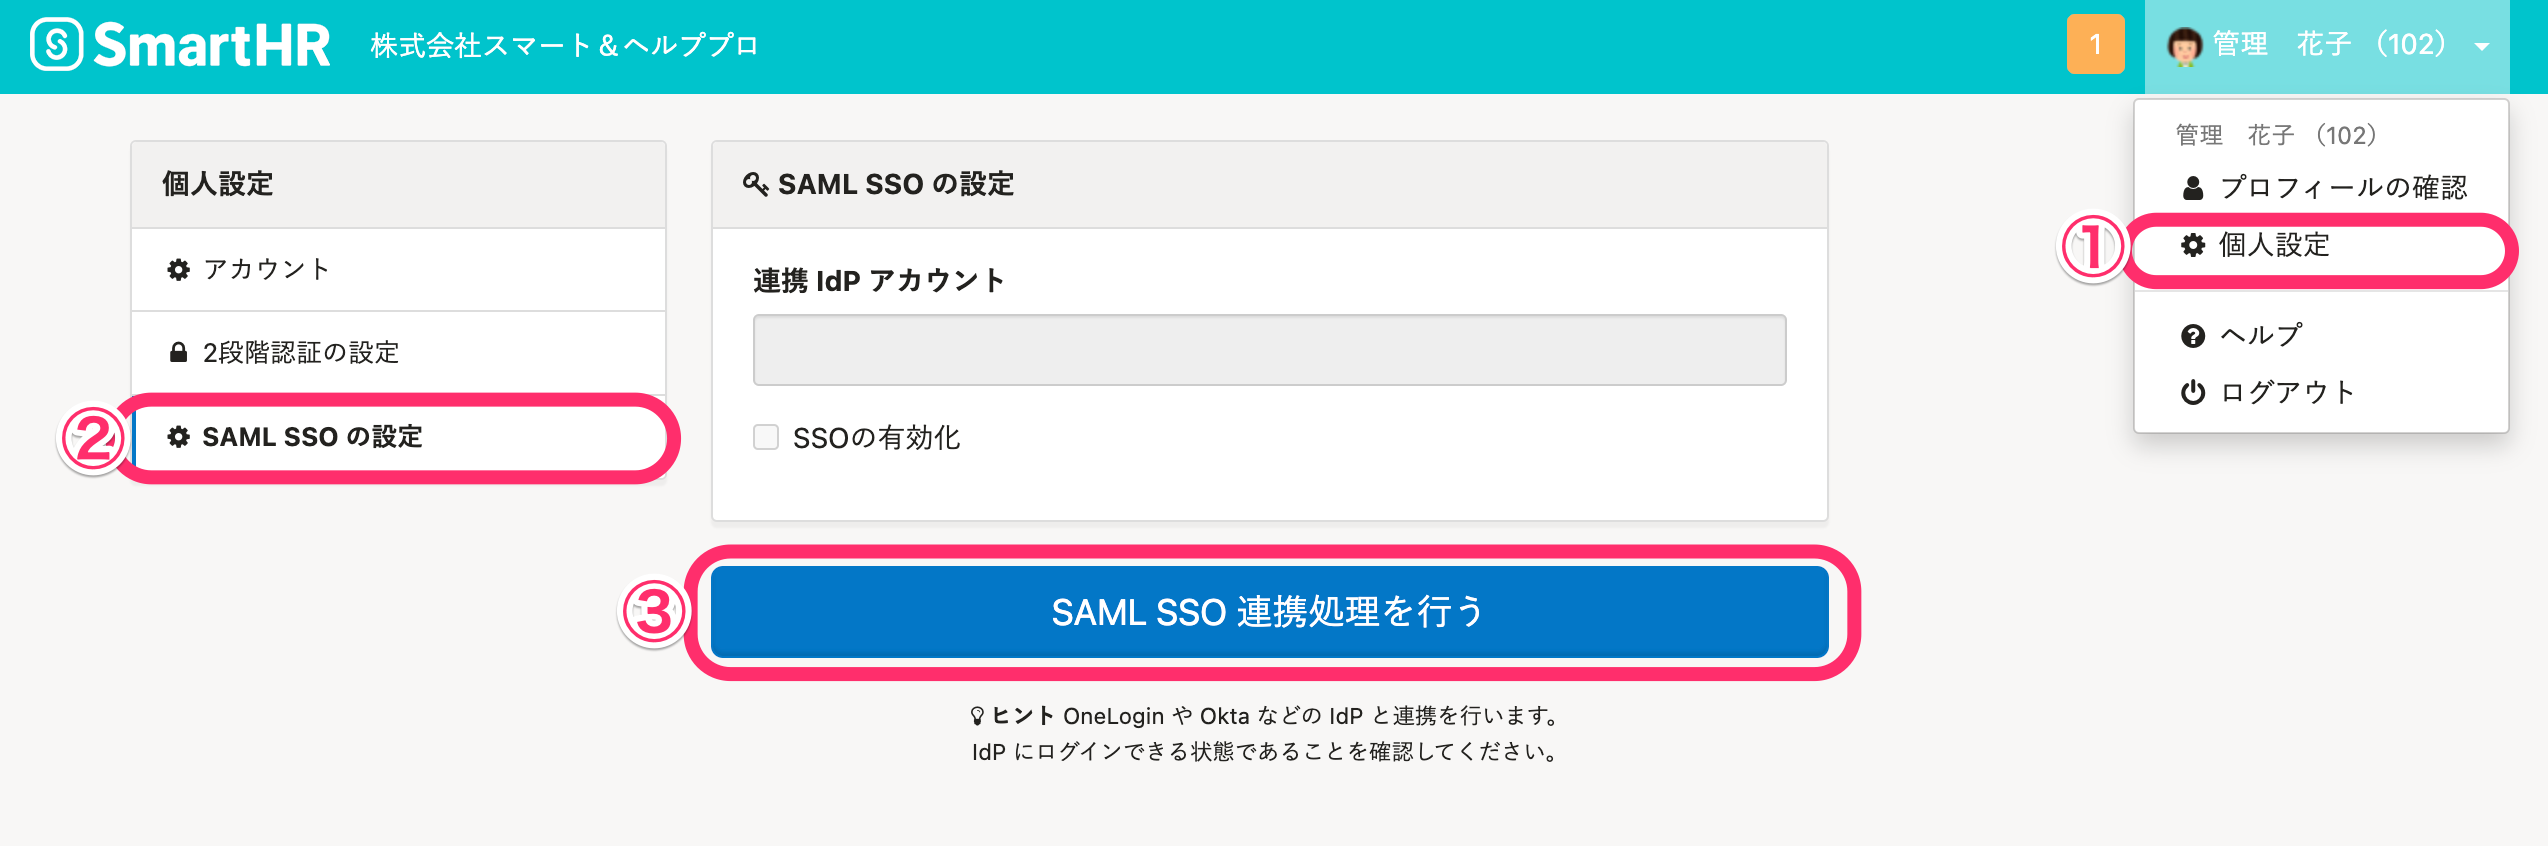 SmartHR 株式会社スマート＆ヘルププロ
1
管理　花子（102）
管理　花子（102）
プロフィールの確認
① 個人設定
ヘルプ
ログアウト
個人設定
アカウント
2段階認証の設定
② SAML SSO の設定
SAML SSO の設定
連携 IdP アカウント
SSOの有効化
③ SAML SSO 連携処理を行う
ヒント OneLogin や Okta などの IdP と連携を行います。
IdP にログインできる状態であることを確認してください。